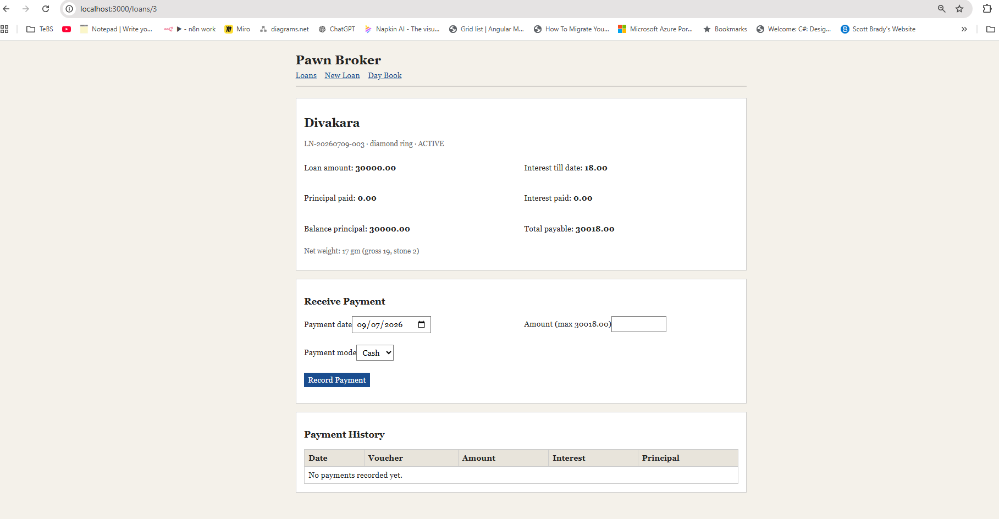 localhost:3000/loans/3
TeBS
Notepad | Write yo...
- n8n work
Miro
diagrams.net
ChatGPT
Napkin AI - The visu...
Grid list | Angular M...
How To Migrate You...
Microsoft Azure Por...
Bookmarks
Welcome: C#: Desig...
B Scott Brady's Website
Pawn Broker
Loans New Loan Day Book
Divakara
LN-20260709-003 · diamond ring · ACTIVE
Loan amount: 30000.00
Interest till date: 18.00
Principal paid: 0.00
Interest paid: 0.00
Balance principal: 30000.00
Total payable: 30018.00
Net weight: 17 gm (gross 19, stone 2)
Receive Payment
Payment date 09/07/2026
Amount (max 30018.00)
Payment mode Cash
Record Payment
Payment History
Date Voucher Amount Interest Principal
No payments recorded yet.